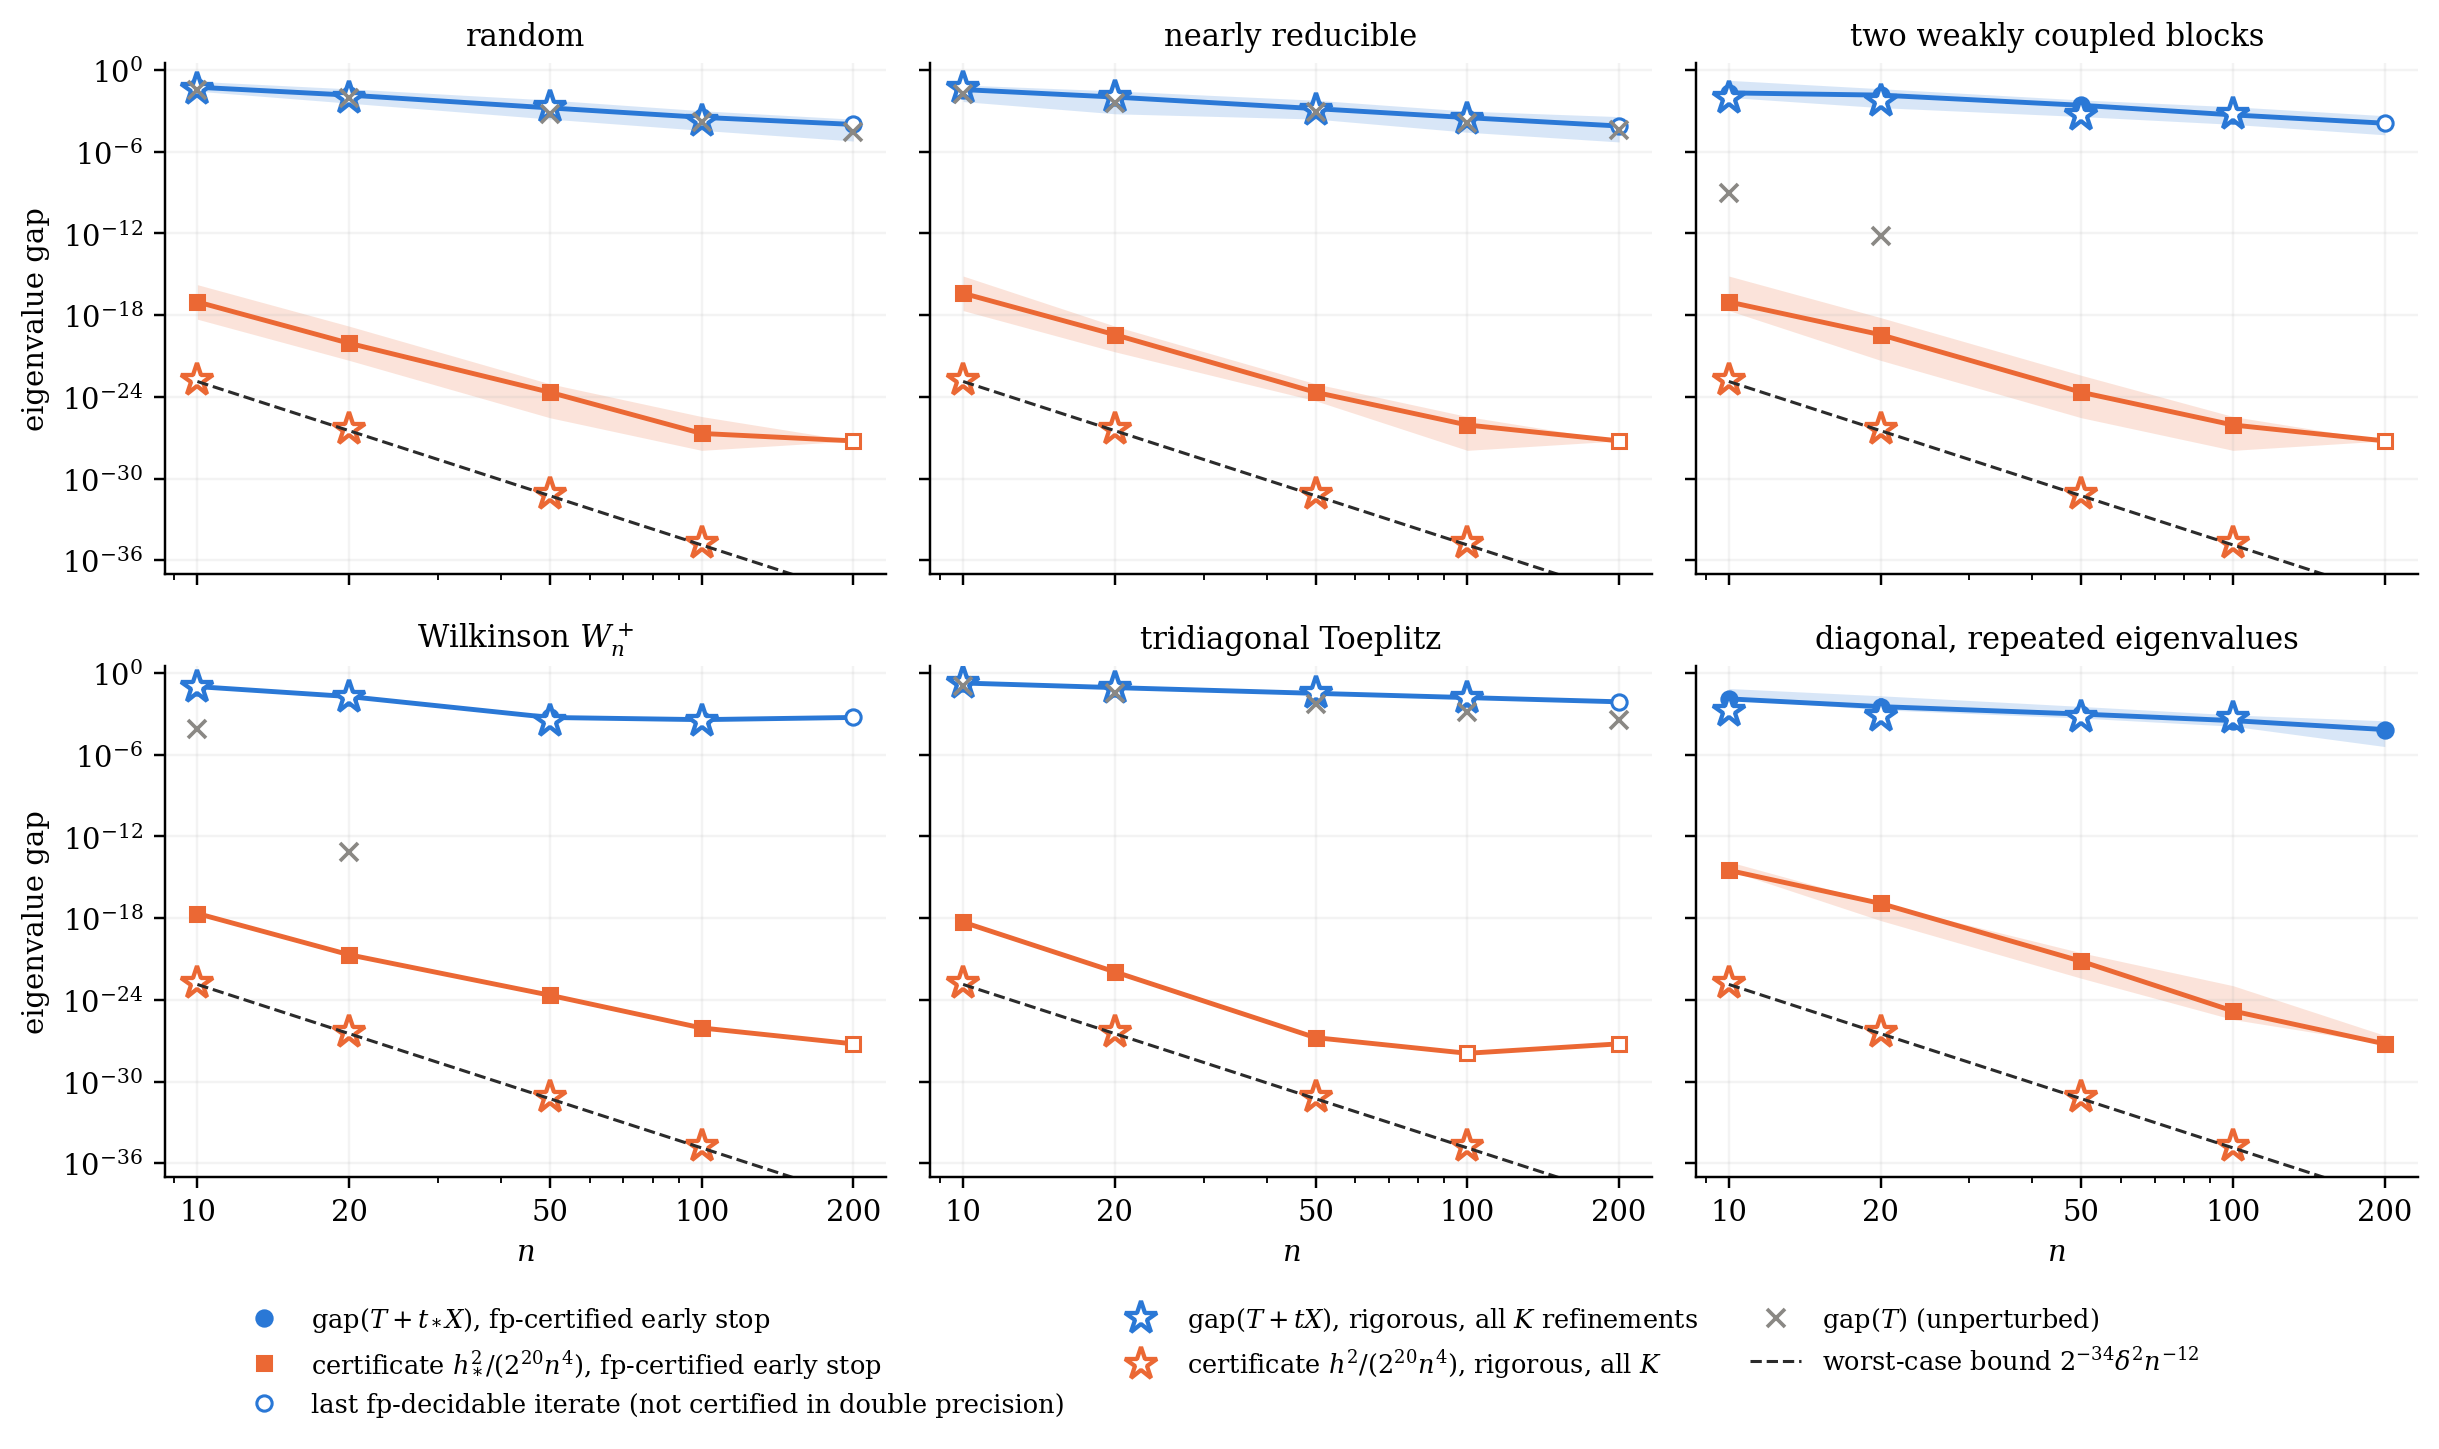 random
nearly reducible
two weakly coupled blocks
eigenvalue gap
10^0
10^−6
10^−12
10^−18
10^−24
10^−30
10^−36
Wilkinson W_n^+
tridiagonal Toeplitz
diagonal, repeated eigenvalues
eigenvalue gap
10^0
10^−6
10^−12
10^−18
10^−24
10^−30
10^−36
10 20 50 100 200
10 20 50 100 200
10 20 50 100 200
n
n
n
gap(T + t_*X), fp-certified early stop
certificate h_*^2/(2^20 n^4), fp-certified early stop
last fp-decidable iterate (not certified in double precision)
gap(T + tX), rigorous, all K refinements
certificate h^2/(2^20 n^4), rigorous, all K
gap(T) (unperturbed)
worst-case bound 2^−34 δ^2 n^−12